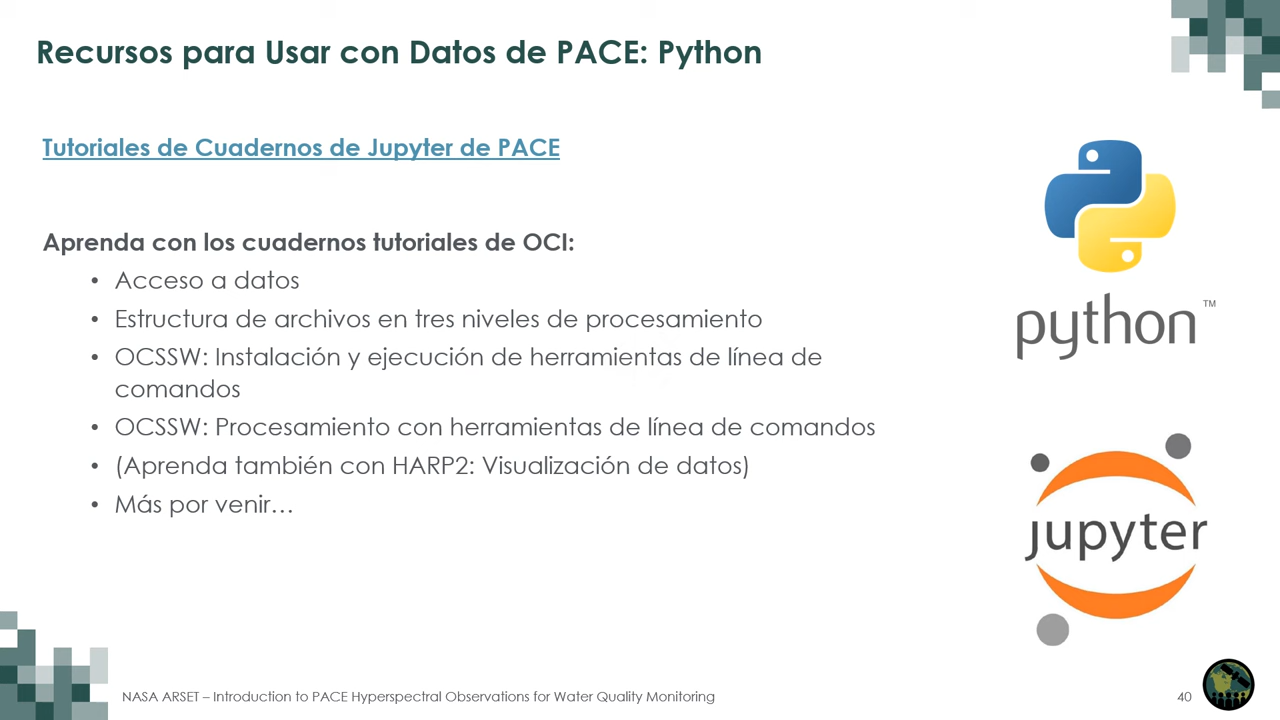 Recursos para Usar con Datos de PACE: Python
Tutoriales de Cuadernos de Jupyter de PACE
Aprenda con los cuadernos tutoriales de OCI:
• Acceso a datos
• Estructura de archivos en tres niveles de procesamiento
• OCSSW: Instalación y ejecución de herramientas de línea de
comandos
• OCSSW: Procesamiento con herramientas de línea de comandos
• (Aprenda también con HARP2: Visualización de datos)
• Más por venir…
python™
jupyter
NASA ARSET – Introduction to PACE Hyperspectral Observations for Water Quality Monitoring
40